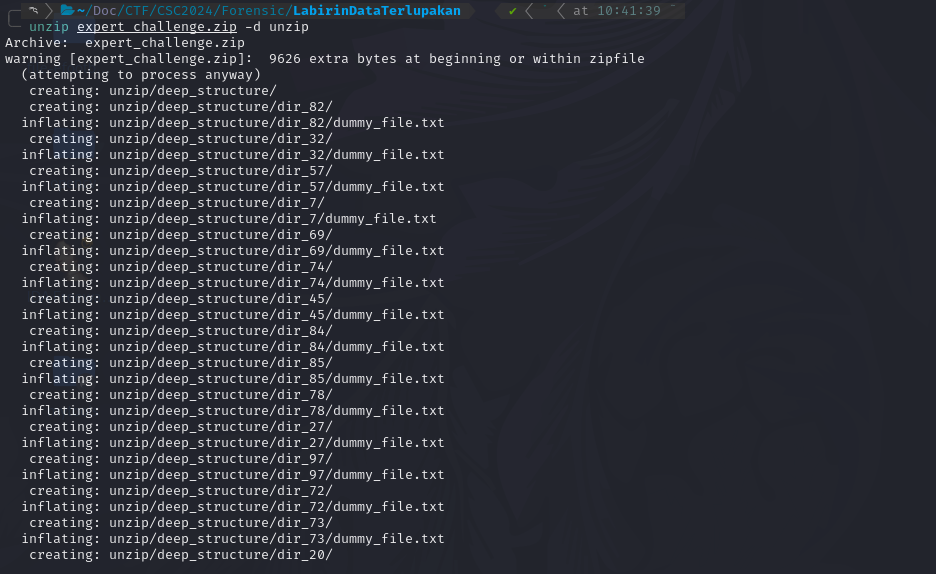 ~/Doc/CTF/CSC2024/Forensic/LabirinDataTerlupakan ✔ at 10:41:39
unzip expert_challenge.zip -d unzip
Archive:  expert_challenge.zip
warning [expert_challenge.zip]:  9626 extra bytes at beginning or within zipfile
  (attempting to process anyway)
   creating: unzip/deep_structure/
   creating: unzip/deep_structure/dir_82/
  inflating: unzip/deep_structure/dir_82/dummy_file.txt
   creating: unzip/deep_structure/dir_32/
  inflating: unzip/deep_structure/dir_32/dummy_file.txt
   creating: unzip/deep_structure/dir_57/
  inflating: unzip/deep_structure/dir_57/dummy_file.txt
   creating: unzip/deep_structure/dir_7/
  inflating: unzip/deep_structure/dir_7/dummy_file.txt
   creating: unzip/deep_structure/dir_69/
  inflating: unzip/deep_structure/dir_69/dummy_file.txt
   creating: unzip/deep_structure/dir_74/
  inflating: unzip/deep_structure/dir_74/dummy_file.txt
   creating: unzip/deep_structure/dir_45/
  inflating: unzip/deep_structure/dir_45/dummy_file.txt
   creating: unzip/deep_structure/dir_84/
  inflating: unzip/deep_structure/dir_84/dummy_file.txt
   creating: unzip/deep_structure/dir_85/
  inflating: unzip/deep_structure/dir_85/dummy_file.txt
   creating: unzip/deep_structure/dir_78/
  inflating: unzip/deep_structure/dir_78/dummy_file.txt
   creating: unzip/deep_structure/dir_27/
  inflating: unzip/deep_structure/dir_27/dummy_file.txt
   creating: unzip/deep_structure/dir_97/
  inflating: unzip/deep_structure/dir_97/dummy_file.txt
   creating: unzip/deep_structure/dir_72/
  inflating: unzip/deep_structure/dir_72/dummy_file.txt
   creating: unzip/deep_structure/dir_73/
  inflating: unzip/deep_structure/dir_73/dummy_file.txt
   creating: unzip/deep_structure/dir_20/